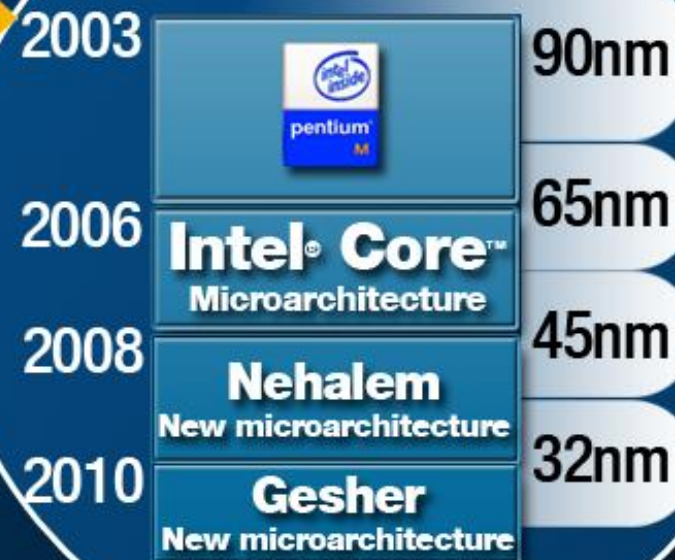 2003
intel
inside
pentium®
M
90nm
2006
65nm
Intel® Core™
Microarchitecture
2008
45nm
Nehalem
New microarchitecture
2010
32nm
Gesher
New microarchitecture